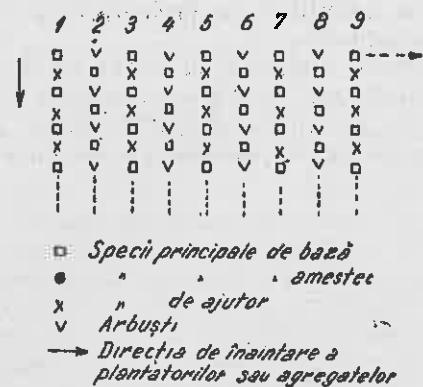 1 2 3 4 5 6 7 8 9
□ v □ v □ v □ v □
x □ x □ x □ x □ x
□ v □ v □ v □ v □
x □ x □ x □ x □ x
□ v □ v □ v □ v □
x □ x □ x □ x □ x
□ v □ v □ v □ v □
□ Specii principale de bază
● " " " amestec
x " de ajutor
v Arbuști
→ Direcția de înaintare a
plantatorilor sau agregatelor